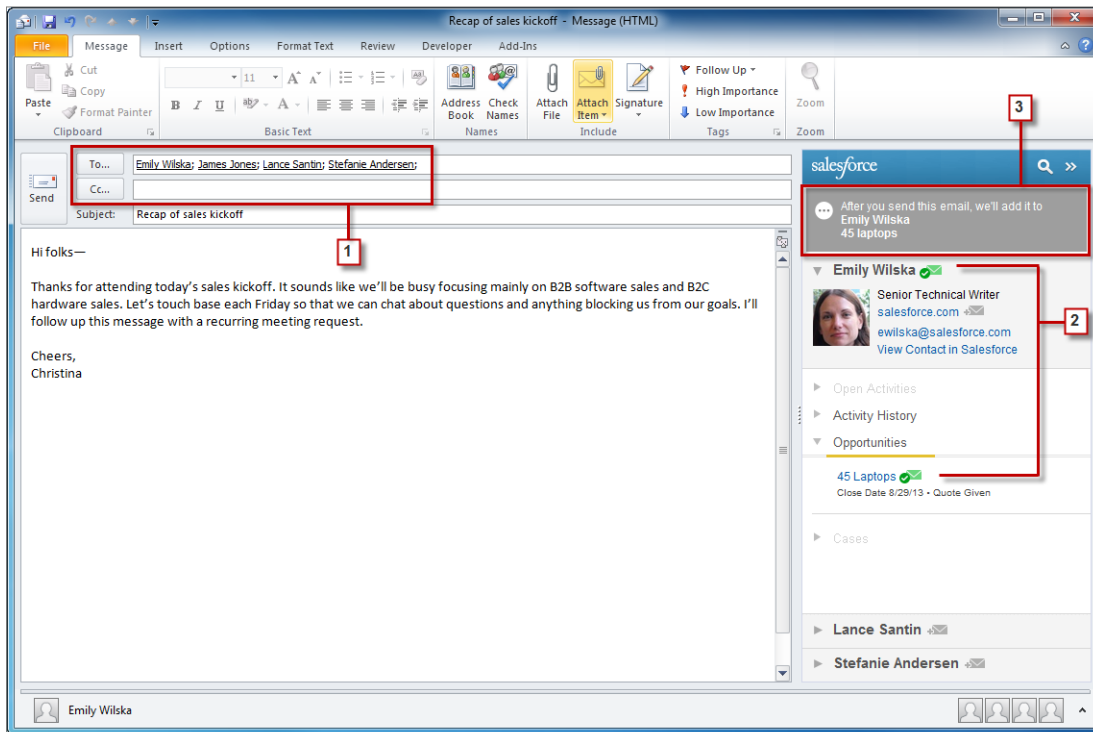 Recap of sales kickoff - Message (HTML)
File Message Insert Options Format Text Review Developer Add-Ins
Paste
Cut
Copy
Format Painter
Clipboard
11
B I U
Basic Text
Address Book
Check Names
Names
Attach File
Attach Item
Signature
Include
Follow Up
High Importance
Low Importance
Tags
Zoom
Zoom
3
Send
To... Emily Wilska; James Jones; Lance Santin; Stefanie Andersen;
Cc...
Subject: Recap of sales kickoff
1
Hi folks—
Thanks for attending today's sales kickoff. It sounds like we'll be busy focusing mainly on B2B software sales and B2C
hardware sales. Let's touch base each Friday so that we can chat about questions and anything blocking us from our goals. I'll
follow up this message with a recurring meeting request.
Cheers,
Christina
salesforce
After you send this email, we'll add it to
Emily Wilska
45 laptops
Emily Wilska
Senior Technical Writer
salesforce.com
ewilska@salesforce.com
View Contact in Salesforce
2
Open Activities
Activity History
Opportunities
45 Laptops
Close Date 8/29/13 • Quote Given
Cases
Lance Santin
Stefanie Andersen
Emily Wilska